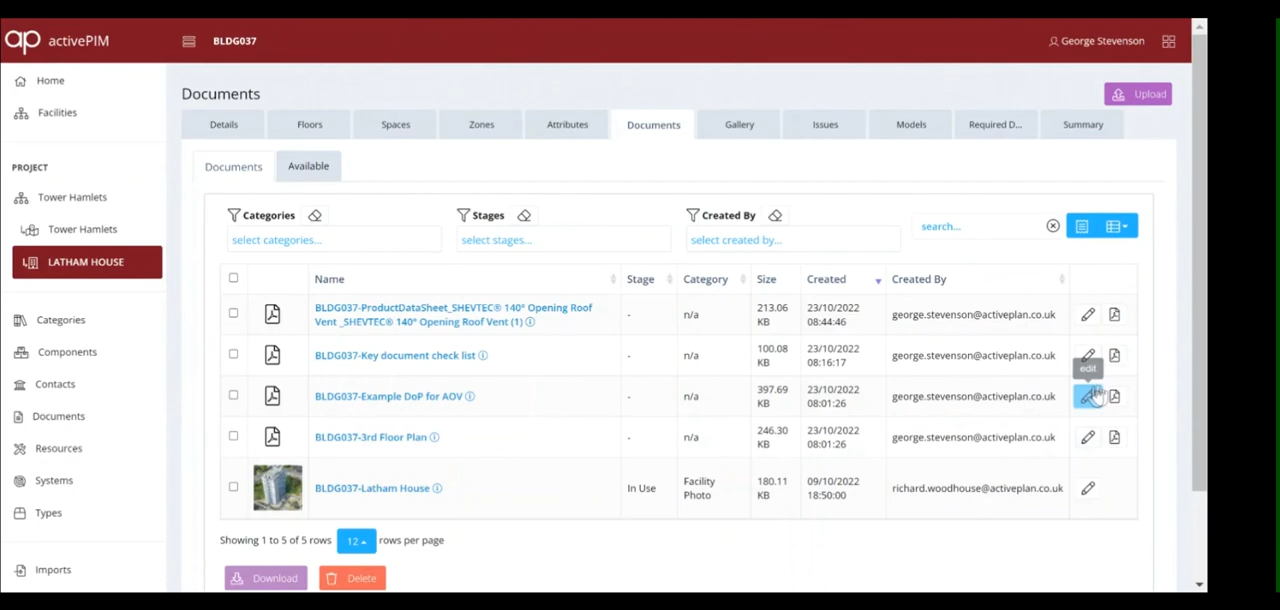 ap activePIM
BLDG037
George Stevenson
Home
Facilities
PROJECT
Tower Hamlets
Tower Hamlets
LATHAM HOUSE
Categories
Components
Contacts
Documents
Resources
Systems
Types
Imports
Documents
Upload
Details Floors Spaces Zones Attributes Documents Gallery Issues Models Required D... Summary
Documents Available
Categories Stages Created By
select categories... select stages... select created by... search...
Name Stage Category Size Created Created By
BLDG037-ProductDataSheet_SHEVTEC® 140° Opening Roof
Vent _SHEVTEC® 140° Opening Roof Vent (1)
- n/a 213.06
KB
23/10/2022
08:44:46
george.stevenson@activeplan.co.uk
BLDG037-Key document check list
- n/a 100.08
KB
23/10/2022
08:16:17
george.stevenson@activeplan.co.uk
edit
BLDG037-Example DoP for AOV
- n/a 397.69
KB
23/10/2022
08:01:26
george.stevenson@activeplan.co.uk
BLDG037-3rd Floor Plan
- n/a 246.30
KB
23/10/2022
08:01:26
george.stevenson@activeplan.co.uk
BLDG037-Latham House
In Use
Facility
Photo
180.11
KB
09/10/2022
18:50:00
richard.woodhouse@activeplan.co.uk
Showing 1 to 5 of 5 rows 12 rows per page
Download Delete